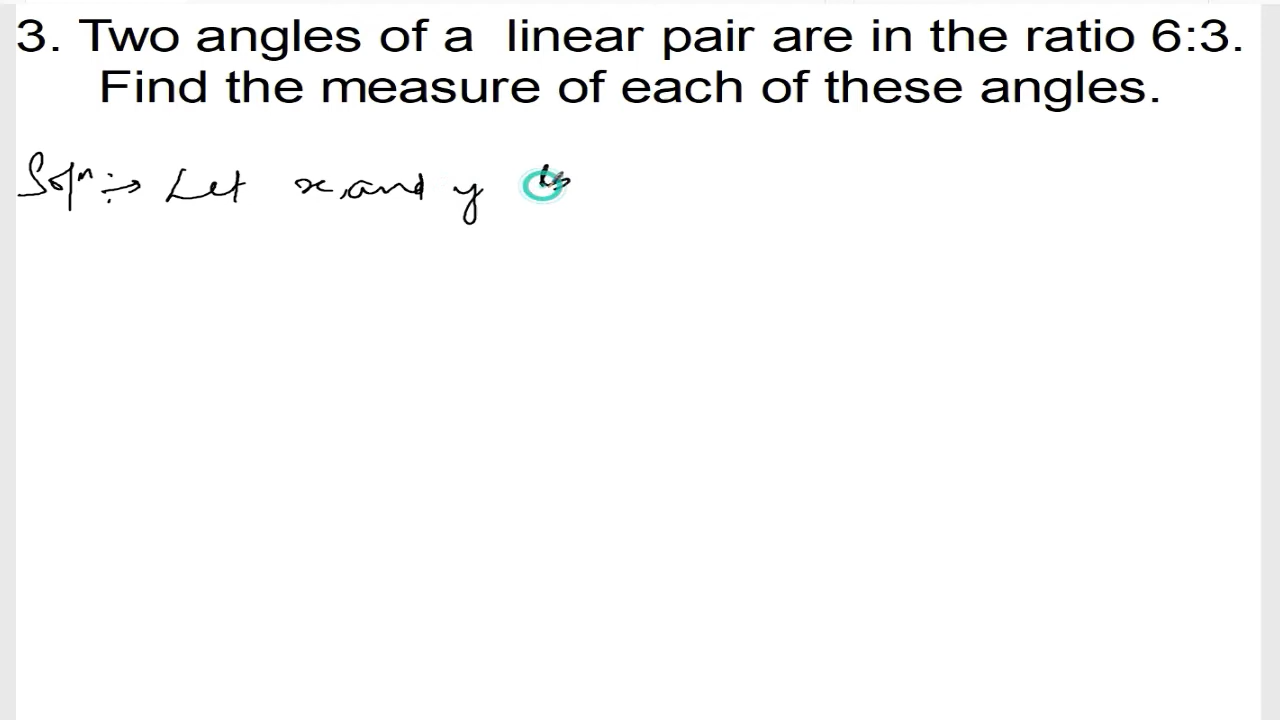 3. Two angles of a linear pair are in the ratio 6:3.
Find the measure of each of these angles.
Solⁿ :→ Let x and y